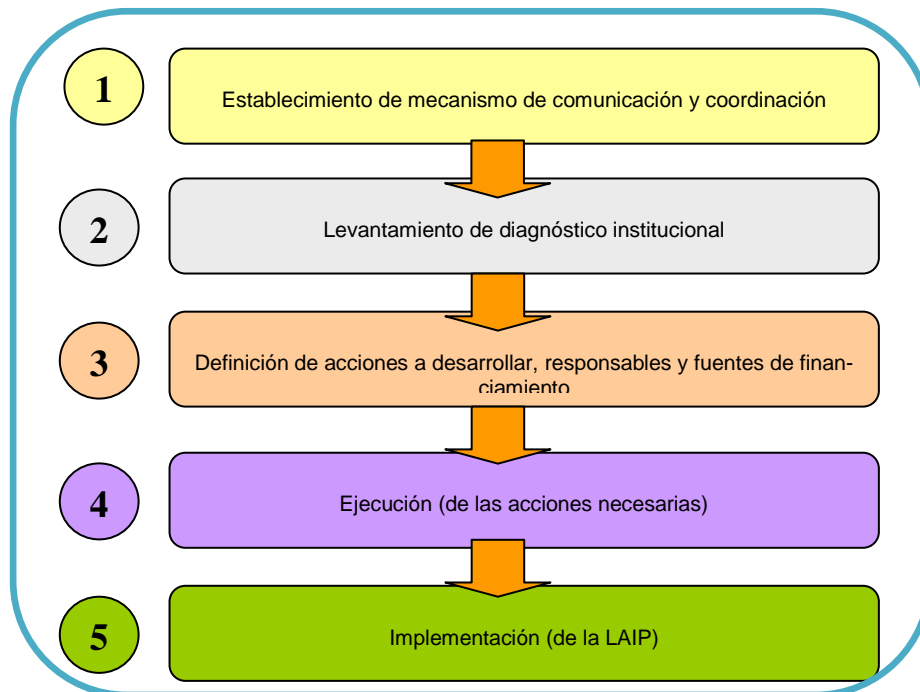 1
Establecimiento de mecanismo de comunicación y coordinación
2
Levantamiento de diagnóstico institucional
3
Definición de acciones a desarrollar, responsables y fuentes de finan-
ciamiento
4
Ejecución (de las acciones necesarias)
5
Implementación (de la LAIP)